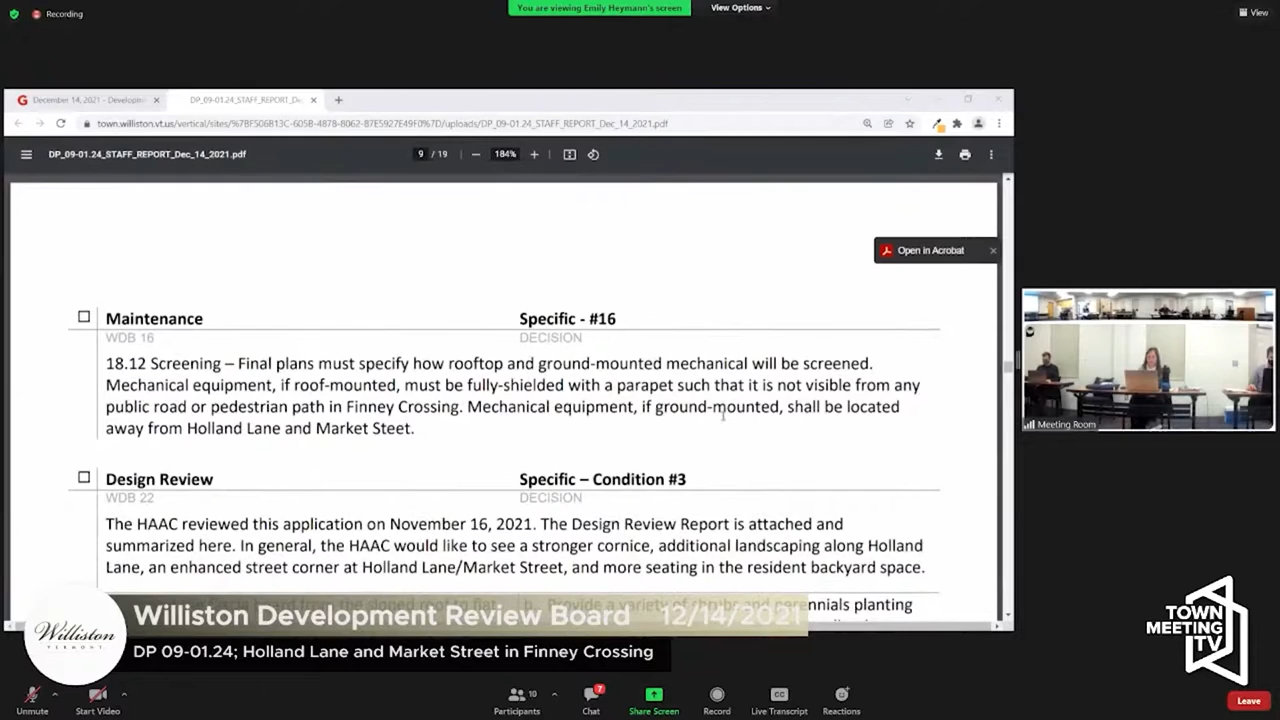 Recording
You are viewing Emily Heymann's screen
View Options
View
December 14, 2021 - Developm
DP_09-01.24_STAFF_REPORT_De
town.williston.vt.us/vertical/sites/%7BF506B13C-605B-4878-8062-87E5927E49F0%7D/uploads/DP_09-01.24_STAFF_REPORT_Dec_14_2021.pdf
DP_09-01.24_STAFF_REPORT_Dec_14_2021.pdf
9 / 19
184%
Open in Acrobat
Maintenance Specific - #16
WDB 16 DECISION
18.12 Screening – Final plans must specify how rooftop and ground-mounted mechanical will be screened.
Mechanical equipment, if roof-mounted, must be fully-shielded with a parapet such that it is not visible from any
public road or pedestrian path in Finney Crossing. Mechanical equipment, if ground-mounted, shall be located
away from Holland Lane and Market Steet.
Design Review Specific – Condition #3
WDB 22 DECISION
The HAAC reviewed this application on November 16, 2021. The Design Review Report is attached and
summarized here. In general, the HAAC would like to see a stronger cornice, additional landscaping along Holland
Lane, an enhanced street corner at Holland Lane/Market Street, and more seating in the resident backyard space.
perennials planting
Meeting Room
Williston
VERMONT
Williston Development Review Board 12/14/2021
DP 09-01.24; Holland Lane and Market Street in Finney Crossing
TOWN
MEETING
TV
Unmute
Start Video
10
Participants
7
Chat
Share Screen
Record
CC
Live Transcript
Reactions
Leave